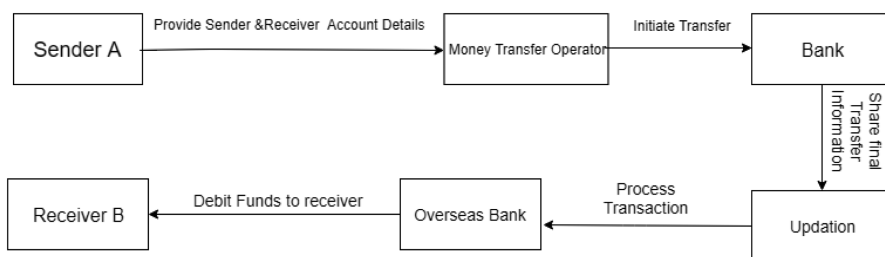 Provide Sender &Receiver Account Details
Sender A
Money Transfer Operator
Initiate Transfer
Bank
Share final
Transfer
Information
Updation
Process
Transaction
Overseas Bank
Debit Funds to receiver
Receiver B